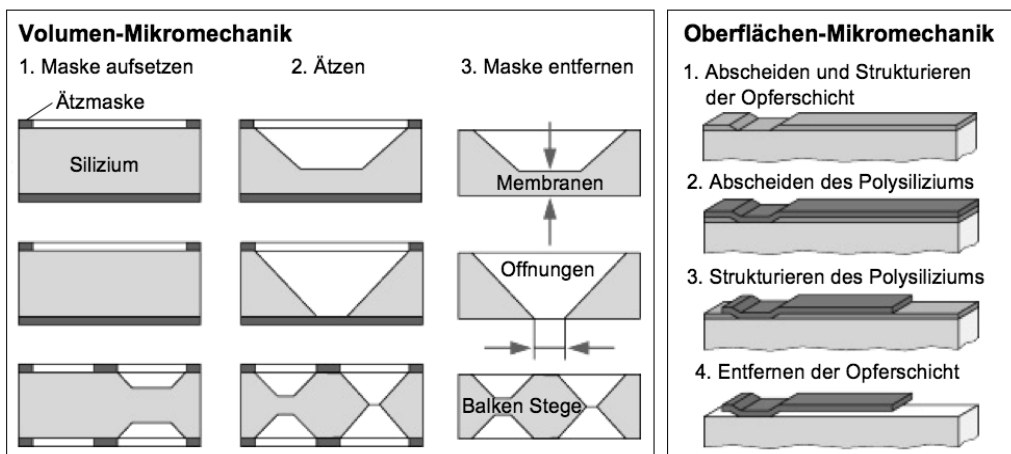 Volumen-Mikromechanik
1. Maske aufsetzen
2. Ätzen
3. Maske entfernen
Ätzmaske
Silizium
Membranen
Offnungen
Balken Stege
Oberflächen-Mikromechanik
1. Abscheiden und Strukturieren
der Opferschicht
2. Abscheiden des Polysiliziums
3. Strukturieren des Polysiliziums
4. Entfernen der Opferschicht